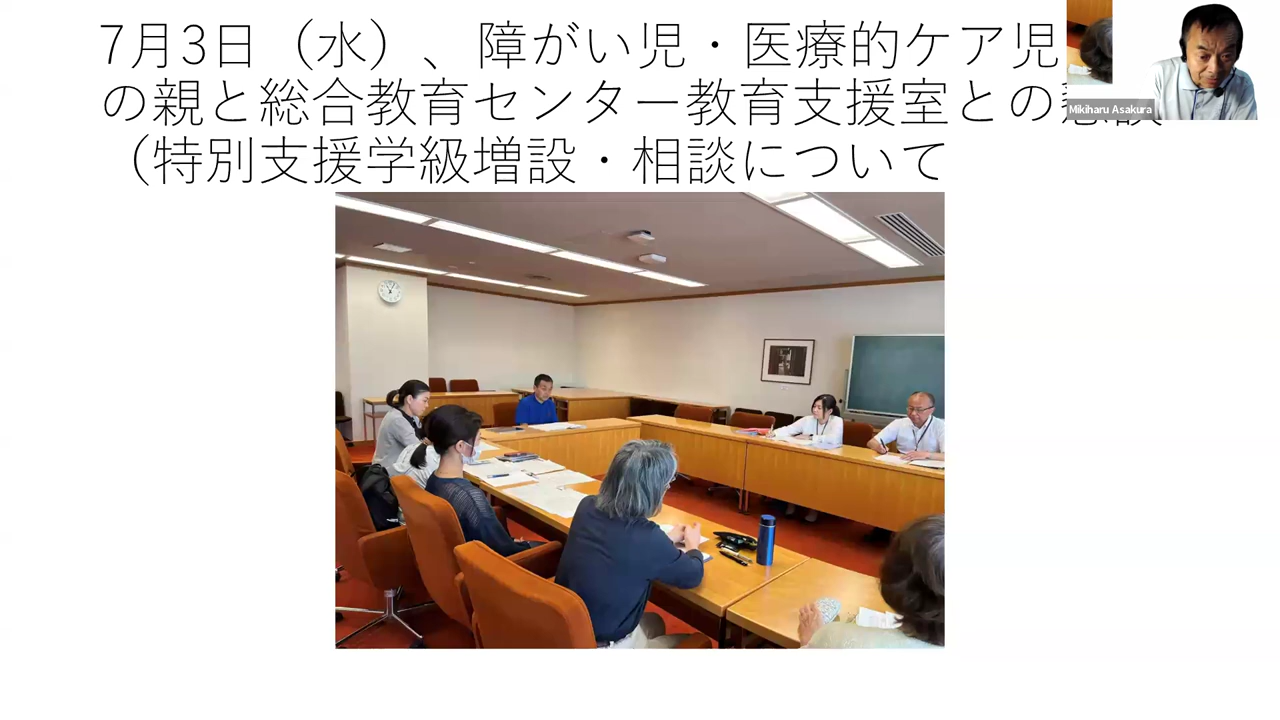 7月3日（水）、障がい児・医療的ケア児
の親と総合教育センター教育支援室との懇談
（特別支援学級増設・相談について
Mikiharu Asakura